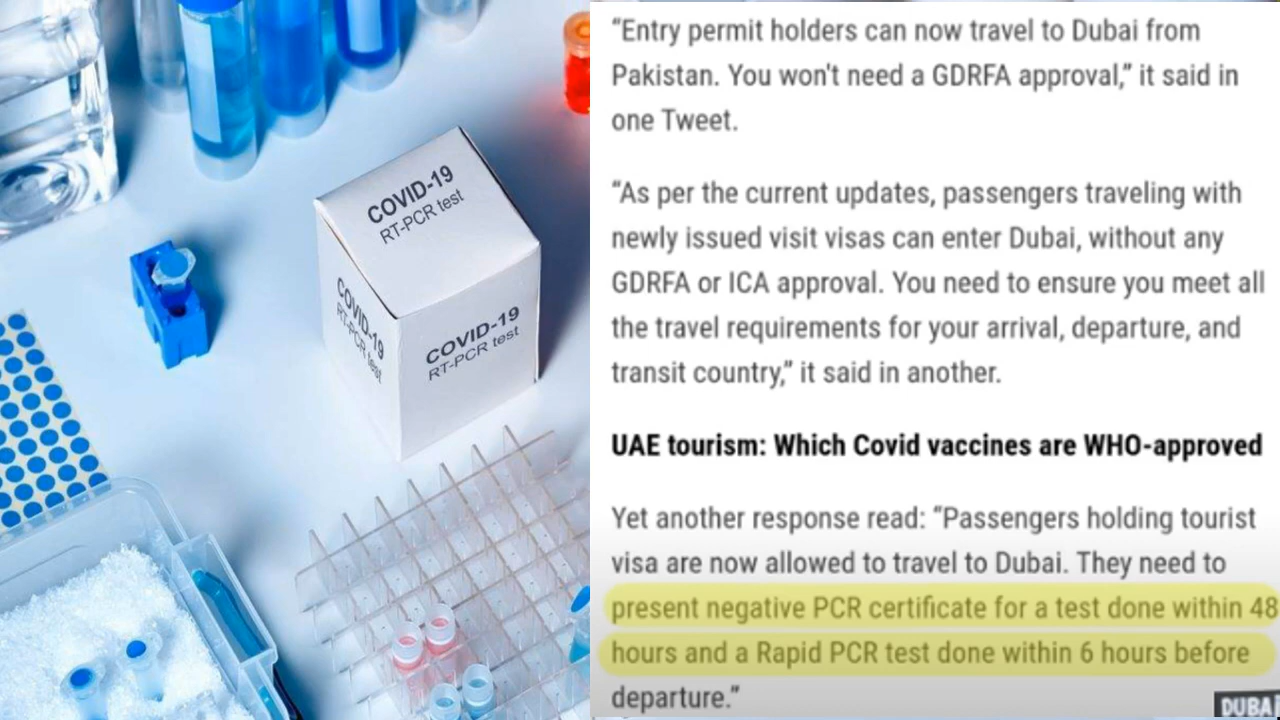 COVID-19
RT-PCR test
COVID-19
RT-PCR test
COVID-19
RT-PCR test
“Entry permit holders can now travel to Dubai from
Pakistan. You won't need a GDRFA approval,” it said in
one Tweet.
“As per the current updates, passengers traveling with
newly issued visit visas can enter Dubai, without any
GDRFA or ICA approval. You need to ensure you meet all
the travel requirements for your arrival, departure, and
transit country,” it said in another.
UAE tourism: Which Covid vaccines are WHO-approved
Yet another response read: “Passengers holding tourist
visa are now allowed to travel to Dubai. They need to
present negative PCR certificate for a test done within 48
hours and a Rapid PCR test done within 6 hours before
departure.”
DUBA